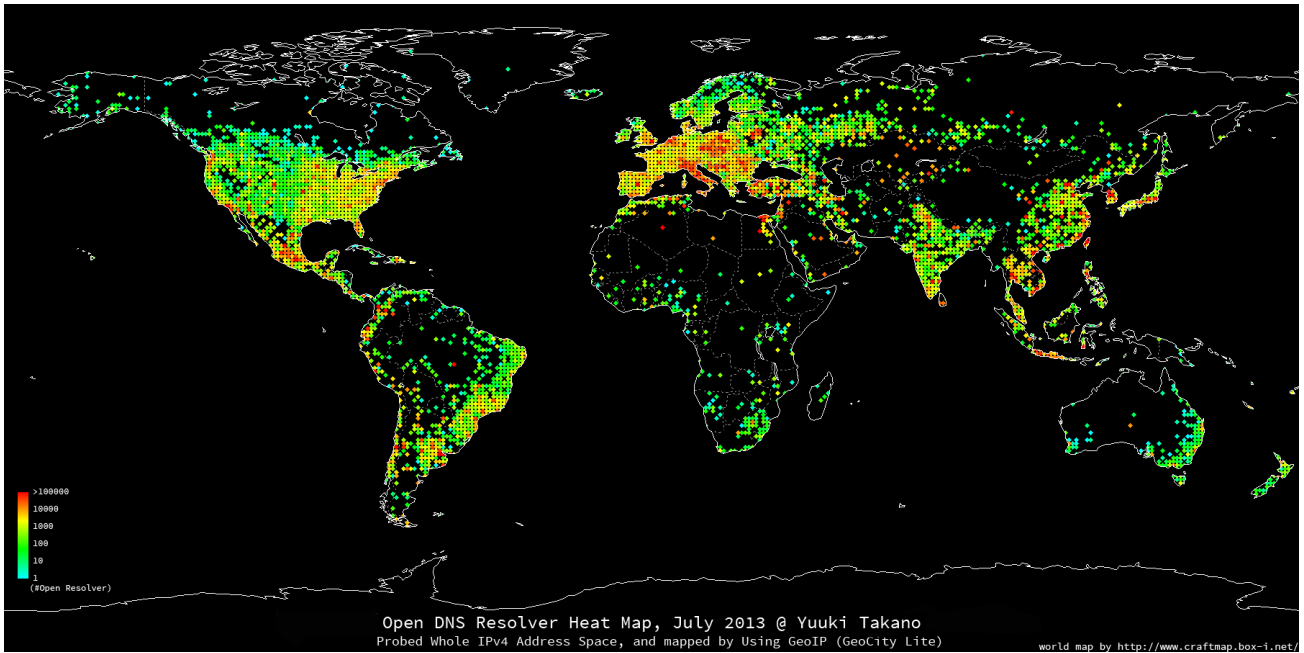 >100000
10000
1000
100
10
1
(#Open Resolver)
Open DNS Resolver Heat Map, July 2013 @ Yuuki Takano
Probed Whole IPv4 Address Space, and mapped by Using GeoIP (GeoCity Lite)
world map by http://www.craftmap.box-i.net/